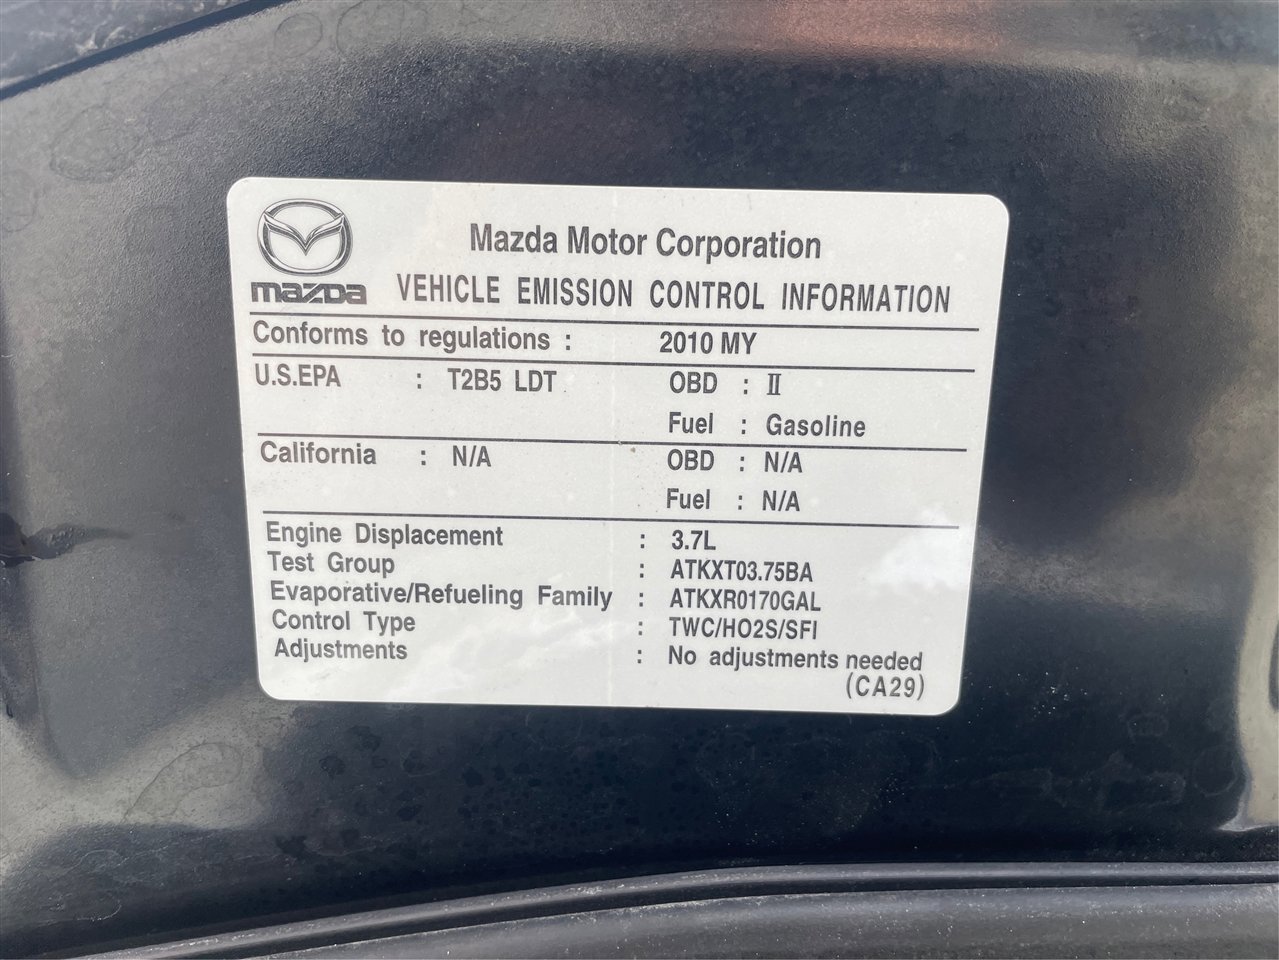 Mazda Motor Corporation
mazda VEHICLE EMISSION CONTROL INFORMATION
Conforms to regulations : 2010 MY
U.S.EPA : T2B5 LDT OBD : II
Fuel : Gasoline
California : N/A OBD : N/A
Fuel : N/A
Engine Displacement : 3.7L
Test Group : ATKXT03.75BA
Evaporative/Refueling Family : ATKXR0170GAL
Control Type : TWC/HO2S/SFI
Adjustments : No adjustments needed
(CA29)